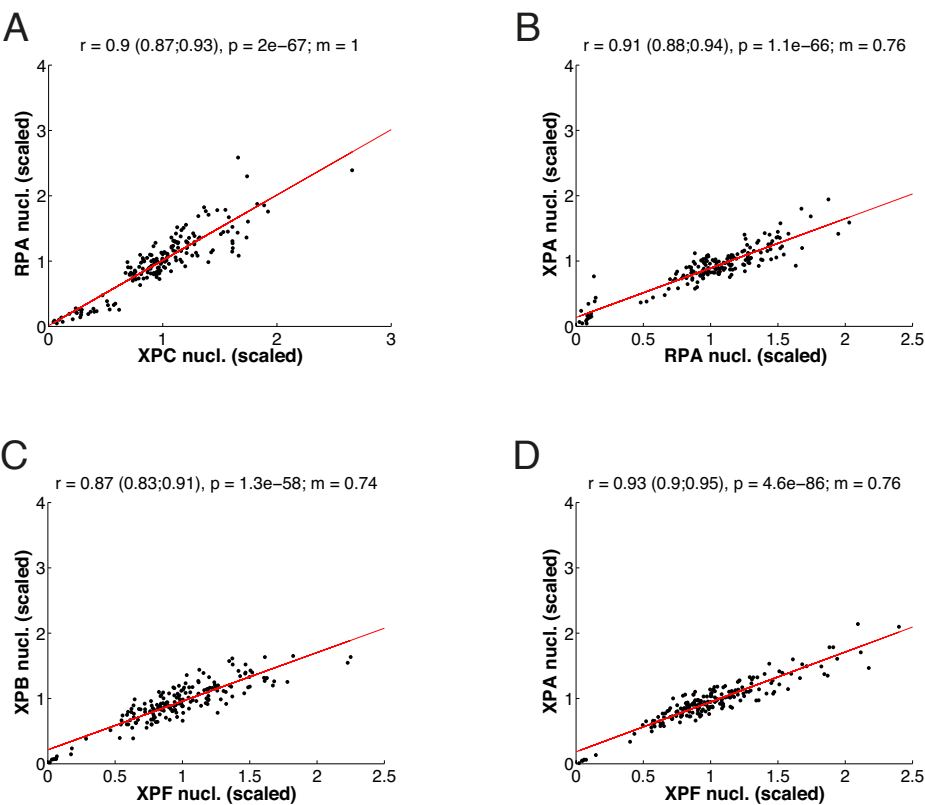 A
r = 0.9 (0.87;0.93), p = 2e−67; m = 1
4
3
2
1
0
0 1 2 3
RPA nucl. (scaled)
XPC nucl. (scaled)
B
r = 0.91 (0.88;0.94), p = 1.1e−66; m = 0.76
4
3
2
1
0
0 0.5 1 1.5 2 2.5
XPA nucl. (scaled)
RPA nucl. (scaled)
C
r = 0.87 (0.83;0.91), p = 1.3e−58; m = 0.74
4
3
2
1
0
0 0.5 1 1.5 2 2.5
XPB nucl. (scaled)
XPF nucl. (scaled)
D
r = 0.93 (0.9;0.95), p = 4.6e−86; m = 0.76
4
3
2
1
0
0 0.5 1 1.5 2 2.5
XPA nucl. (scaled)
XPF nucl. (scaled)